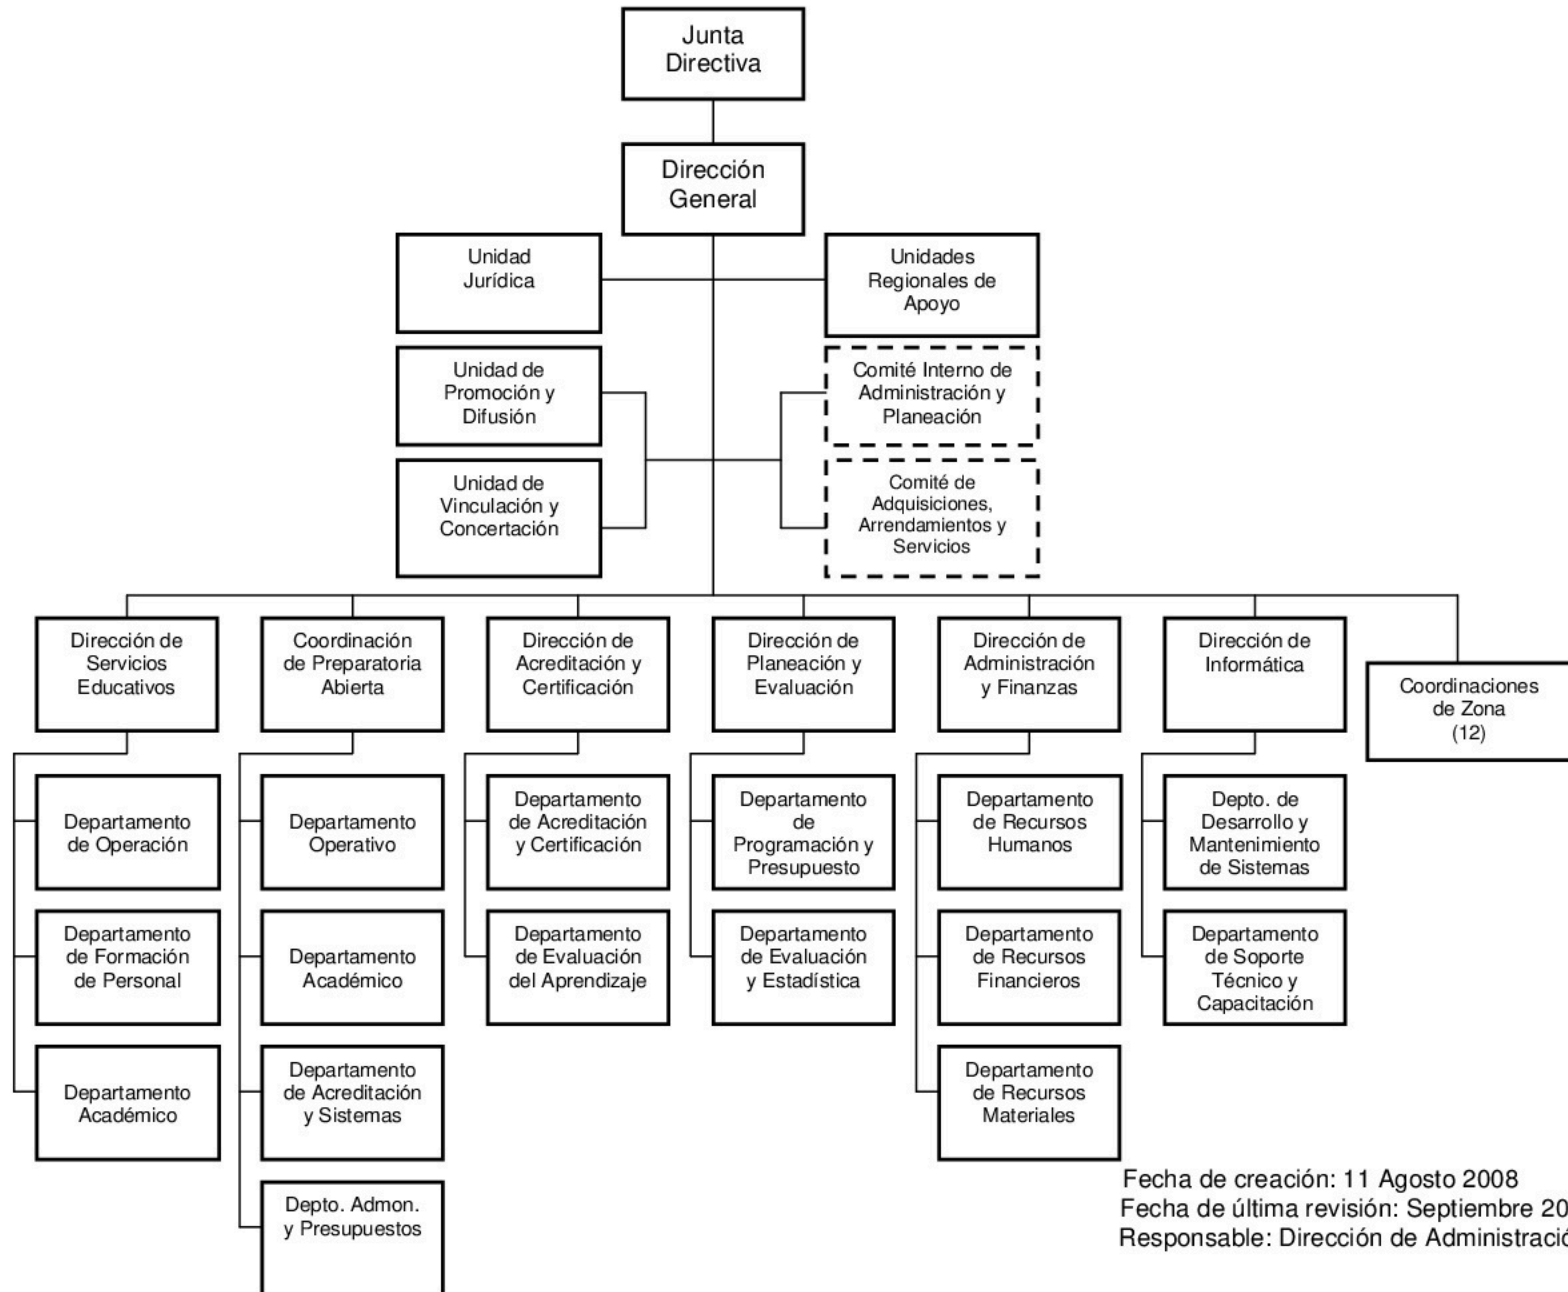 Junta
Directiva
Dirección
General
Unidad
Jurídica
Unidades
Regionales de
Apoyo
Unidad de
Promoción y
Difusión
Comité Interno de
Administración y
Planeación
Unidad de
Vinculación y
Concertación
Comité de
Adquisiciones,
Arrendamientos y
Servicios
Dirección de
Servicios
Educativos
Coordinación
de Preparatoria
Abierta
Dirección de
Acreditación y
Certificación
Dirección de
Planeación y
Evaluación
Dirección de
Administración
y Finanzas
Dirección de
Informática
Coordinaciones
de Zona
(12)
Departamento
de Operación
Departamento
Operativo
Departamento
de Acreditación
y Certificación
Departamento
de
Programación y
Presupuesto
Departamento
de Recursos
Humanos
Depto. de
Desarrollo y
Mantenimiento
de Sistemas
Departamento
de Formación
de Personal
Departamento
Académico
Departamento
de Evaluación
del Aprendizaje
Departamento
de Evaluación
y Estadística
Departamento
de Recursos
Financieros
Departamento
de Soporte
Técnico y
Capacitación
Departamento
Académico
Departamento
de Acreditación
y Sistemas
Departamento
de Recursos
Materiales
Depto. Admon.
y Presupuestos
Fecha de creación: 11 Agosto 2008
Fecha de última revisión: Septiembre 20
Responsable: Dirección de Administració